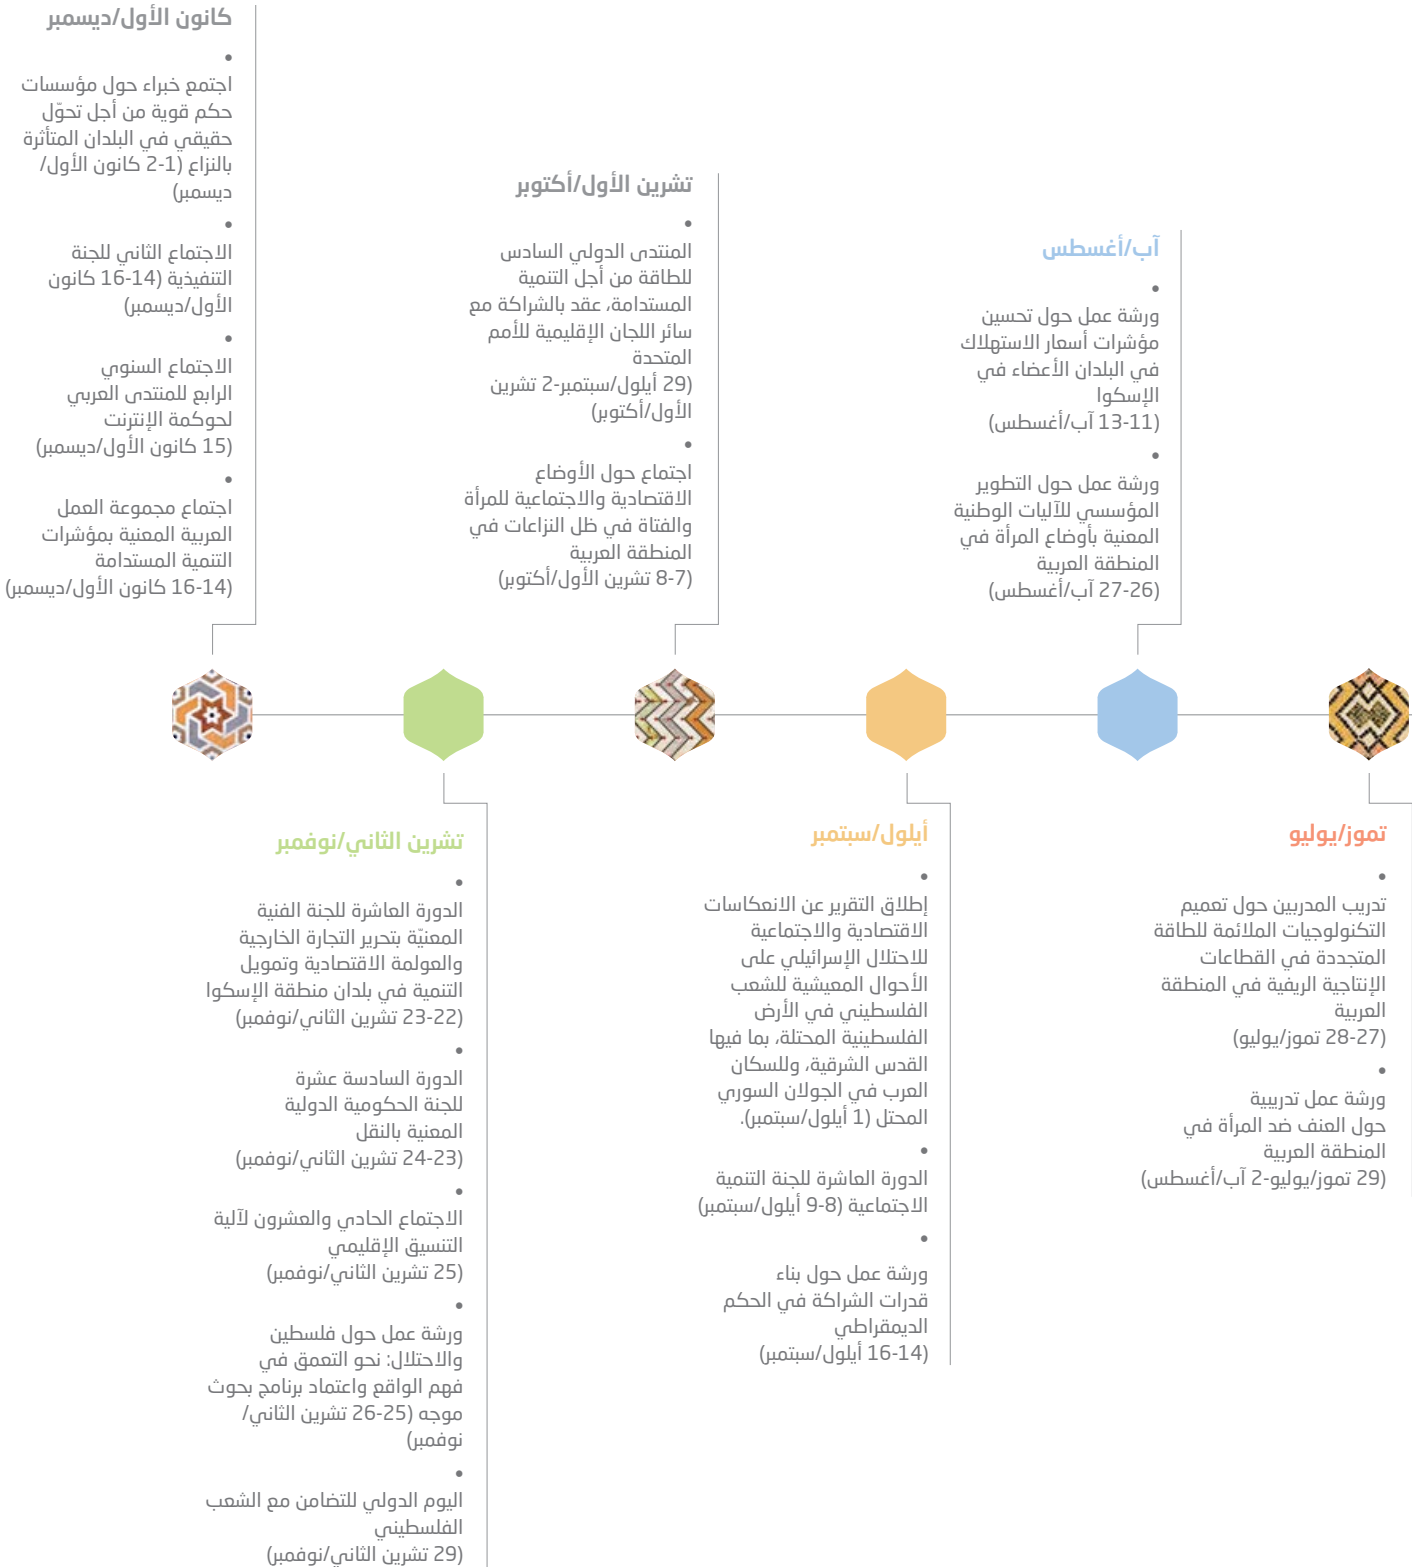 تموز/يوليو
•
تدريب المدربين حول تعميم
التكنولوجيات الملائمة للطاقة
المتجددة في القطاعات
الإنتاجية الريفية في المنطقة
العربية
(27-28 تموز/يوليو)
•
ورشة عمل تدريبية
حول العنف ضد المرأة في
المنطقة العربية
(29 تموز/يوليو-2 آب/أغسطس)
آب/أغسطس
•
ورشة عمل حول تحسين
مؤشرات أسعار الاستهلاك
في البلدان الأعضاء في
الإسكوا
(11-13 آب/أغسطس)
•
ورشة عمل حول التطوير
المؤسسي للآليات الوطنية
المعنية بأوضاع المرأة في
المنطقة العربية
(26-27 آب/أغسطس)
أيلول/سبتمبر
•
إطلاق التقرير عن الانعكاسات
الاقتصادية والاجتماعية
للاحتلال الإسرائيلي على
الأحوال المعيشية للشعب
الفلسطيني في الأرض
الفلسطينية المحتلة، بما فيها
القدس الشرقية، وللسكان
العرب في الجولان السوري
المحتل (1 أيلول/سبتمبر).
•
الدورة العاشرة للجنة التنمية
الاجتماعية (8-9 أيلول/سبتمبر)
•
ورشة عمل حول بناء
قدرات الشراكة في الحكم
الديمقراطي
(14-16 أيلول/سبتمبر)
تشرين الأول/أكتوبر
•
المنتدى الدولي السادس
للطاقة من أجل التنمية
المستدامة، عقد بالشراكة مع
سائر اللجان الإقليمية للأمم
المتحدة
(29 أيلول/سبتمبر-2 تشرين
الأول/أكتوبر)
•
اجتماع حول الأوضاع
الاقتصادية والاجتماعية للمرأة
والفتاة في ظل النزاعات في
المنطقة العربية
(7-8 تشرين الأول/أكتوبر)
تشرين الثاني/نوفمبر
•
الدورة العاشرة للجنة الفنية
المعنيّة بتحرير التجارة الخارجية
والعولمة الاقتصادية وتمويل
التنمية في بلدان منطقة الإسكوا
(22-23 تشرين الثاني/نوفمبر)
•
الدورة السادسة عشرة
للجنة الحكومية الدولية
المعنية بالنقل
(23-24 تشرين الثاني/نوفمبر)
•
الاجتماع الحادي والعشرون لآلية
التنسيق الإقليمي
(25 تشرين الثاني/نوفمبر)
•
ورشة عمل حول فلسطين
والاحتلال: نحو التعمق في
فهم الواقع واعتماد برنامج بحوث
موجه (25-26 تشرين الثاني/
نوفمبر)
•
اليوم الدولي للتضامن مع الشعب
الفلسطيني
(29 تشرين الثاني/نوفمبر)
كانون الأول/ديسمبر
•
اجتمع خبراء حول مؤسسات
حكم قوية من أجل تحوّل
حقيقي في البلدان المتأثرة
بالنزاع (1-2 كانون الأول/
ديسمبر)
•
الاجتماع الثاني للجنة
التنفيذية (14-16 كانون
الأول/ديسمبر)
•
الاجتماع السنوي
الرابع للمنتدى العربي
لحوكمة الإنترنت
(15 كانون الأول/ديسمبر)
•
اجتماع مجموعة العمل
العربية المعنية بمؤشرات
التنمية المستدامة
(14-16 كانون الأول/ديسمبر)